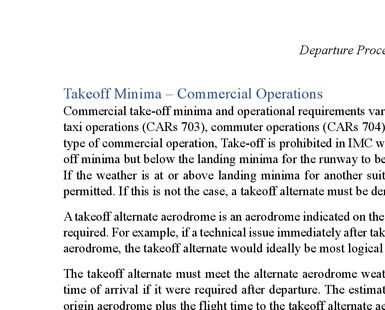 Departure Proce
Takeoff Minima – Commercial Operations
Commercial take-off minima and operational requirements var
taxi operations (CARs 703), commuter operations (CARs 704)
type of commercial operation, Take-off is prohibited in IMC w
off minima but below the landing minima for the runway to be
If the weather is at or above landing minima for another suit
permitted. If this is not the case, a takeoff alternate must be der
A takeoff alternate aerodrome is an aerodrome indicated on the
required. For example, if a technical issue immediately after tak
aerodrome, the takeoff alternate would ideally be most logical
The takeoff alternate must meet the alternate aerodrome weat
time of arrival if it were required after departure. The estimat
origin aerodrome plus the flight time to the takeoff alternate ae